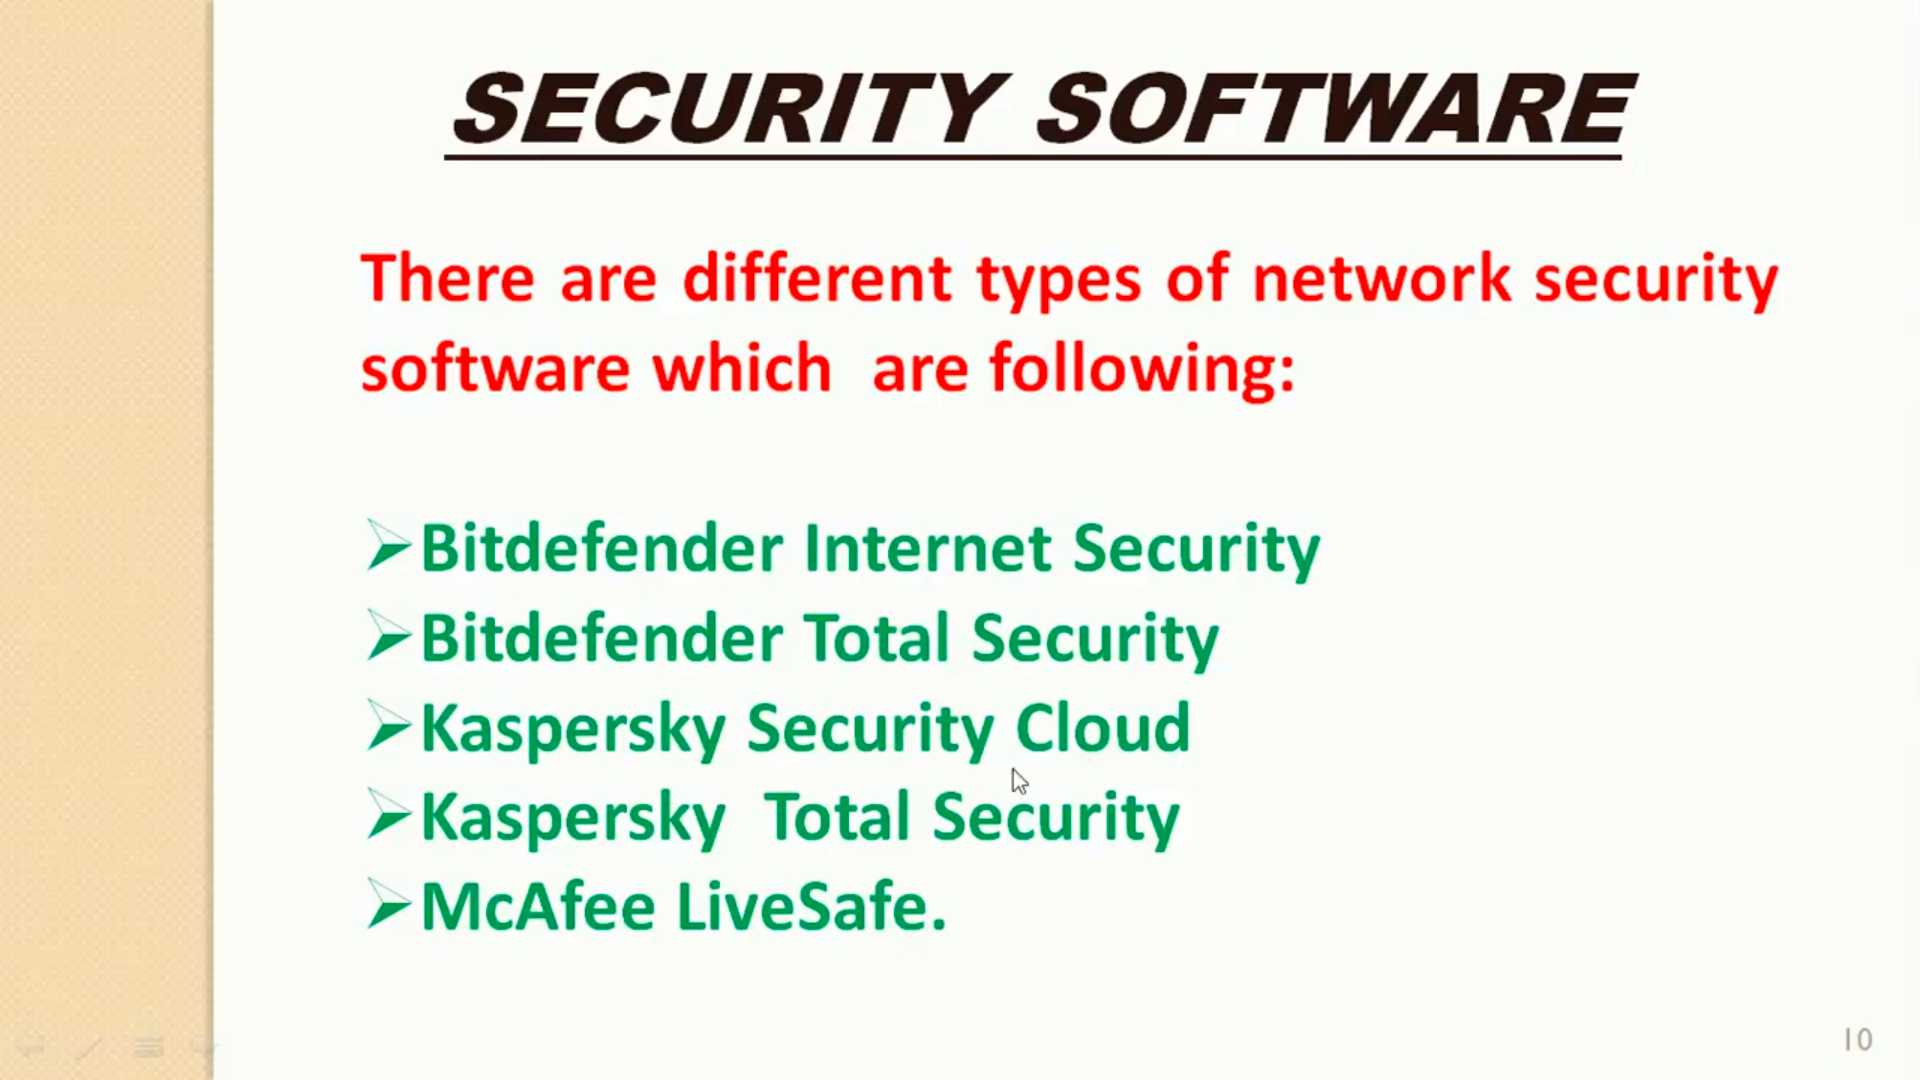 SECURITY SOFTWARE
There are different types of network security
software which are following:
➢Bitdefender Internet Security
➢Bitdefender Total Security
➢Kaspersky Security Cloud
➢Kaspersky Total Security
➢McAfee LiveSafe.
10